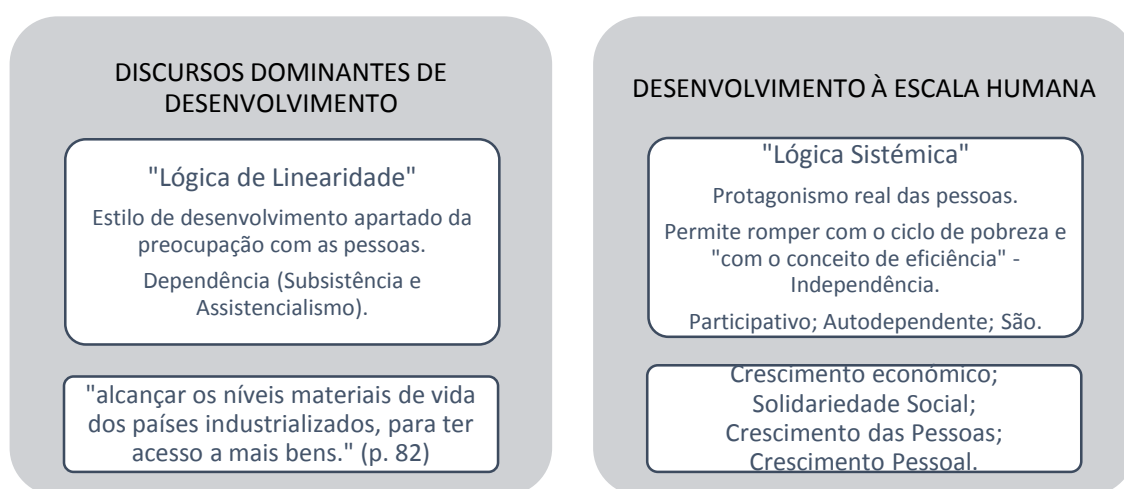 DISCURSOS DOMINANTES DE
DESENVOLVIMENTO
"Lógica de Linearidade"
Estilo de desenvolvimento apartado da
preocupação com as pessoas.
Dependência (Subsistência e
Assistencialismo).
"alcançar os níveis materiais de vida
dos países industrializados, para ter
acesso a mais bens." (p. 82)
DESENVOLVIMENTO À ESCALA HUMANA
"Lógica Sistémica"
Protagonismo real das pessoas.
Permite romper com o ciclo de pobreza e
"com o conceito de eficiência" -
Independência.
Participativo; Autodependente; São.
Crescimento económico;
Solidariedade Social;
Crescimento das Pessoas;
Crescimento Pessoal.